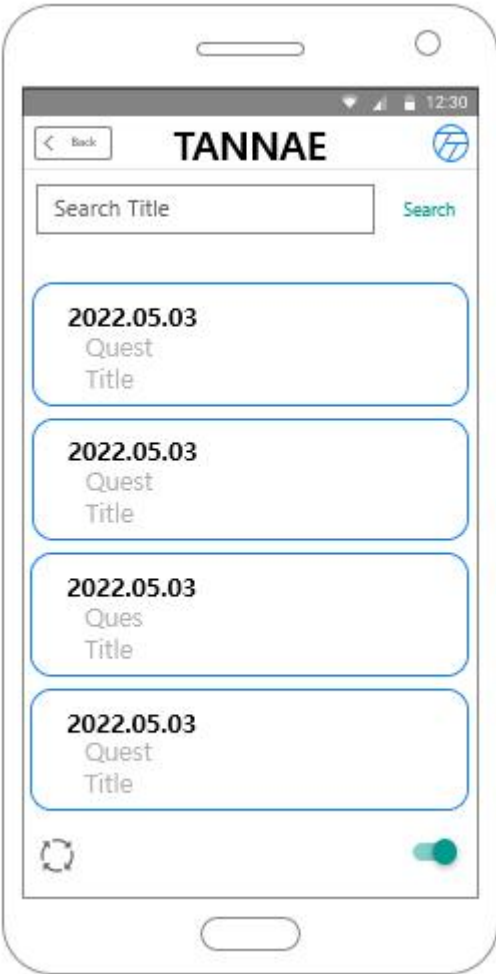 12:30
Back
TANNAE
Search Title
Search
2022.05.03
Quest
Title
2022.05.03
Quest
Title
2022.05.03
Ques
Title
2022.05.03
Quest
Title